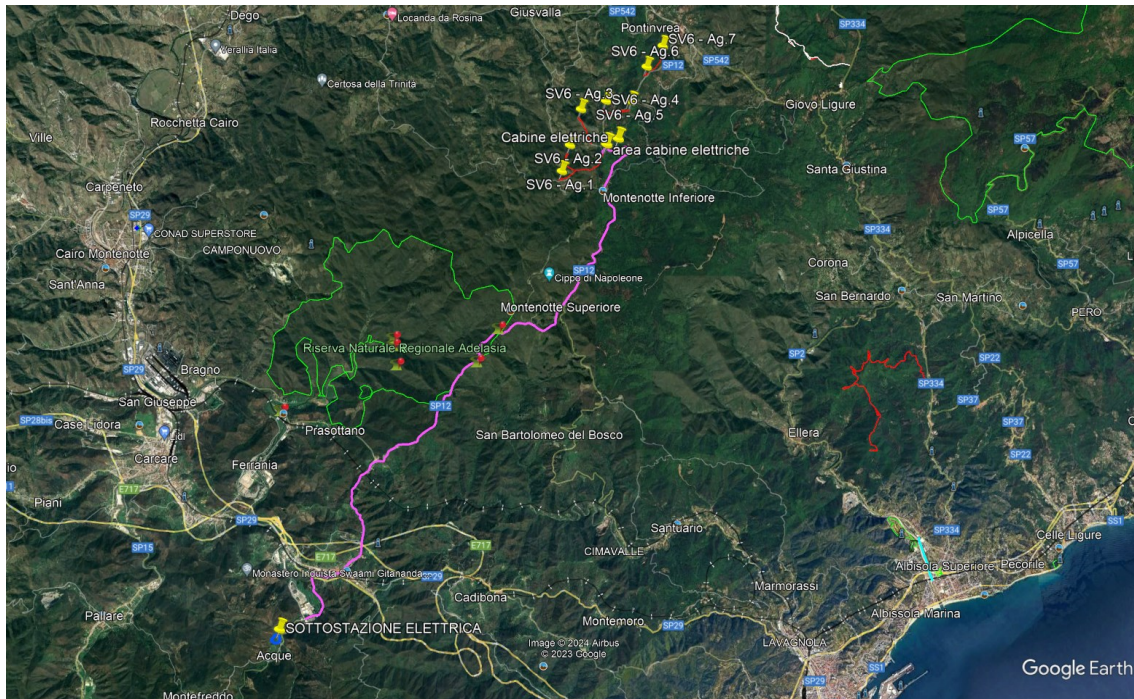 Dego
Locanda da Rosina
Giusvalla
SP542
Pontinvrea
SP334
Verallia Italia
SV6 - Ag.7
SV6 - Ag.6
SP12
SP542
Certosa della Trinità
SV6 - Ag.3
SV6 - Ag.4
Giovo Ligure
SV6 - Ag.5
Rocchetta Cairo
Ville
Cabine elettriche
area cabine elettriche
SP57
SV6 - Ag.2
Santa Giustina
Carpeneto
SV6 - Ag.1
Montenotte Inferiore
SP29
SP57
CONAD SUPERSTORE
SP334
Alpicella
Cairo Montenotte
CAMPONUOVO
Corona
SP57
SP12
Cippo di Napoleone
Sant'Anna
San Bernardo
San Martino
Montenotte Superiore
PERO
Riserva Naturale Regionale Adelasia
SP2
SP22
Bragno
SP29
SP334
San Giuseppe
SP12
SP37
SP28bis
Case Lidora
Lidl
Prasottano
San Bartolomeo del Bosco
Ellera
SP37
Carcare
SP22
Ferrania
E717
Piani
SP29
Santuario
SP334
SS1
Celle Ligure
SP15
E717
E717
CIMAVALLE
Albisola Superiore
Pecorile
Monastero Induista Swaami Gitananda
SP29
Marmorassi
Cadibona
Albissola Marina
Pallare
Montemero
SP29
SOTTOSTAZIONE ELETTRICA
LAVAGNOLA
Acque
Image © 2024 Airbus
© 2023 Google
SS1
Google Earth
SP29
Montefreddo